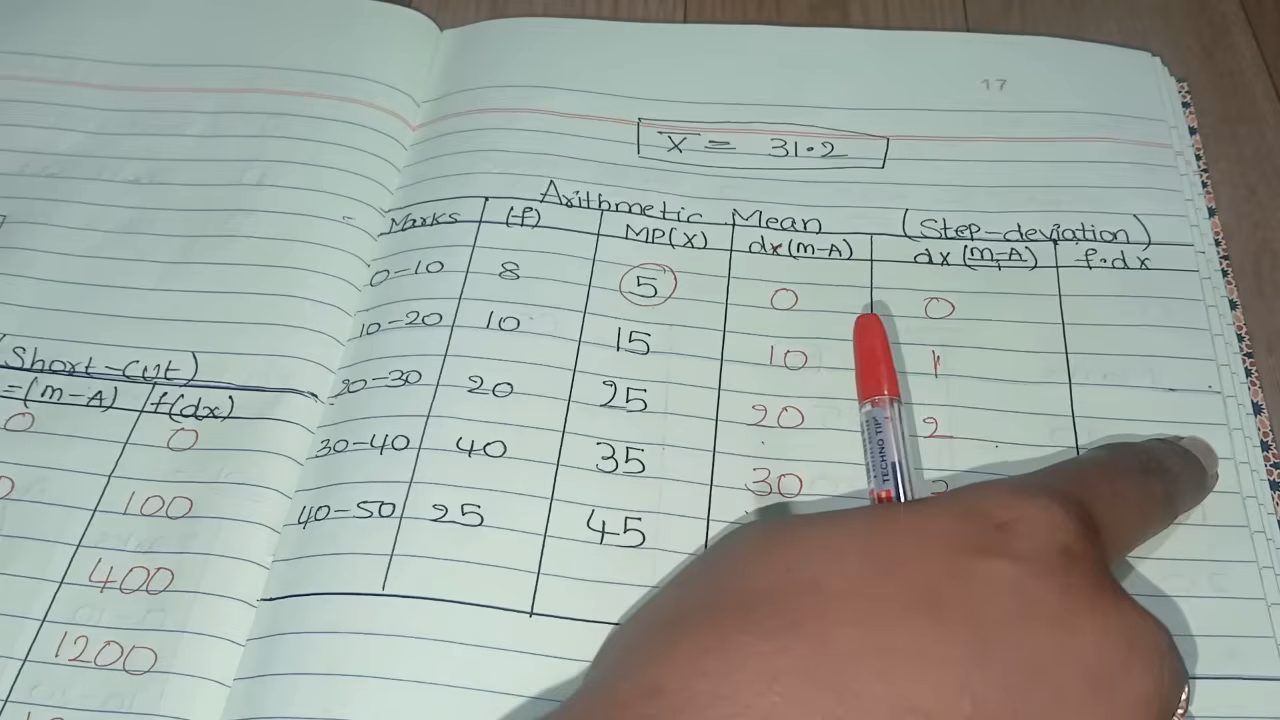 17
X̄ = 31.2
Arithmetic Mean (Step-deviation)
Marks (f) MP(X) dx(m-A) dx(m-A) f.dx
0-10 8 5 0 0
10-20 10 15 10 1
20-30 20 25 20 2
30-40 40 35 30 3
40-50 25 45
(Short-cut)
=(m-A) f(dx)
0 0
0 100
400
1200
TECHNO TIP